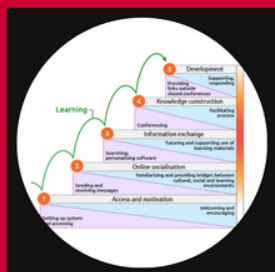 5
Development
Supporting,
responding
Providing
links outside
closed conferences
4
Knowledge construction
Facilitating
process
Conferencing
Learning
3
Information exchange
Tutoring and supporting use of
learning materials
Searching,
personalising software
2
Online socialisation
Familiarising and providing bridges between
cultural, social and learning
environments
Sending and
receiving messages
1
Access and motivation
Welcoming and
encouraging
Setting up system
accessing